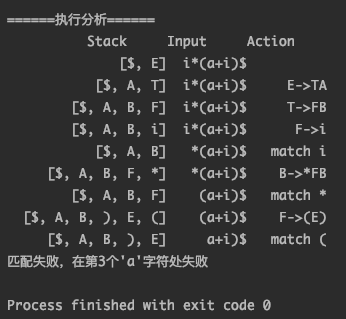 ======执行分析======
Stack Input Action
[$, E] i*(a+i)$
[$, A, T] i*(a+i)$ E->TA
[$, A, B, F] i*(a+i)$ T->FB
[$, A, B, i] i*(a+i)$ F->i
[$, A, B] *(a+i)$ match i
[$, A, B, F, *] *(a+i)$ B->*FB
[$, A, B, F] (a+i)$ match *
[$, A, B, ), E, (] (a+i)$ F->(E)
[$, A, B, ), E] a+i)$ match (
匹配失败，在第3个'a'字符处失败
Process finished with exit code 0